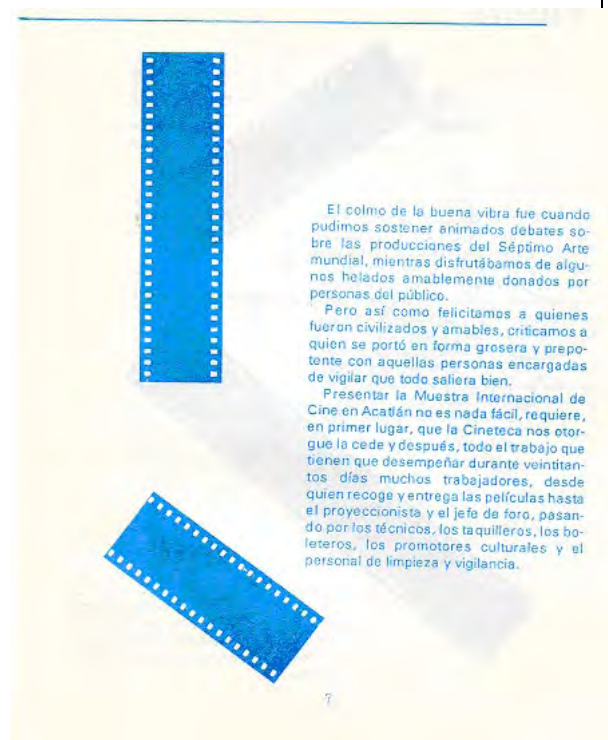 El colmo de la buena vibra fue cuando
pudimos sostener animados debates so-
bre las producciones del Séptimo Arte
mundial, mientras disfrutábamos de algu-
nos helados amablemente donados por
personas del público.
Pero así como felicitamos a quienes
fueron civilizados y amables, criticamos a
quien se portó en forma grosera y prepo-
tente con aquellas personas encargadas
de vigilar que todo saliera bien.
Presentar la Muestra Internacional de
Cine en Acatlán no es nada fácil, requiere,
en primer lugar, que la Cineteca nos otor-
gue la cede y después, todo el trabajo que
tienen que desempeñar durante veintitan-
tos días muchos trabajadores, desde
quien recoge y entrega las películas hasta
el proyeccionista y el jefe de foro, pasan-
do por los técnicos, los taquilleros, los bo-
leteros, los promotores culturales y el
personal de limpieza y vigilancia.
7